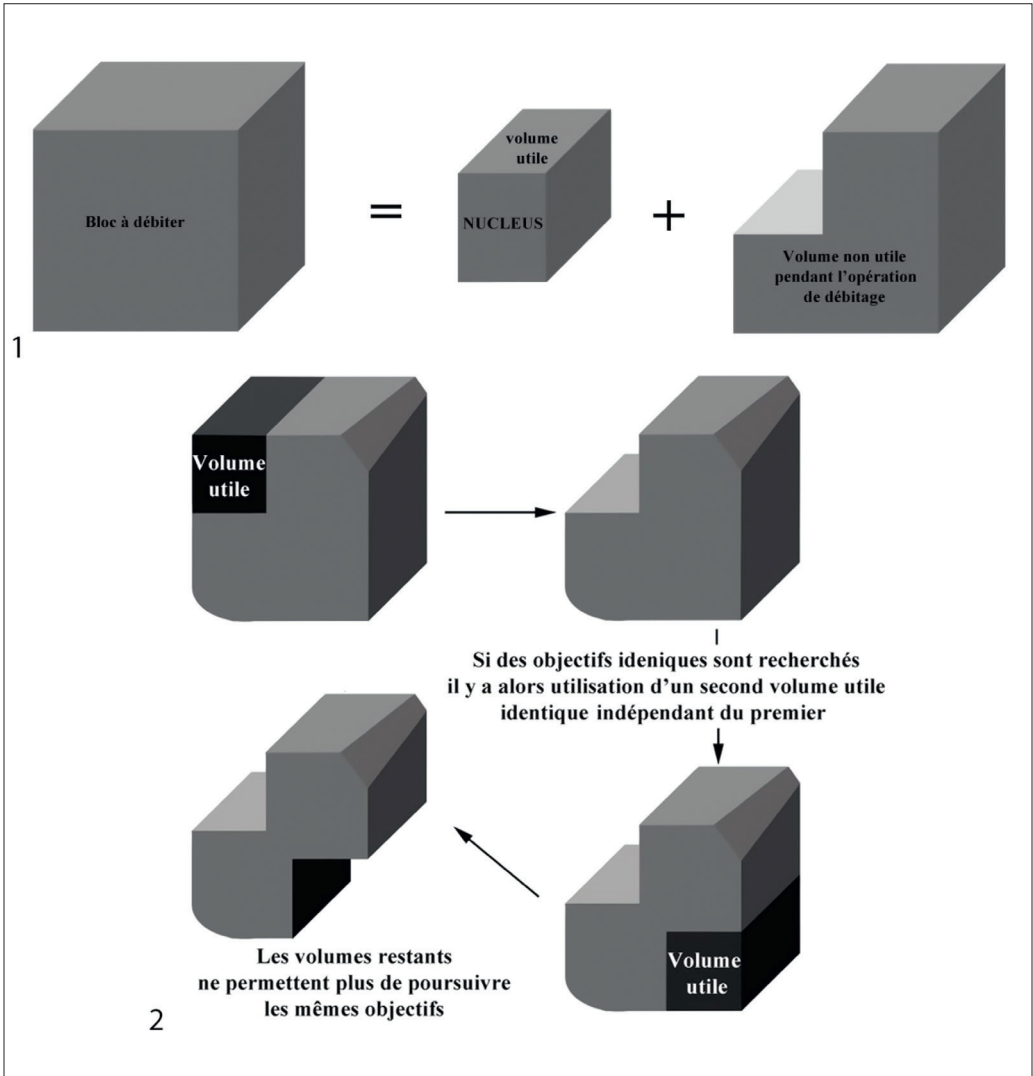 Bloc à débiter
=
volume
utile
NUCLEUS
+
Volume non utile
pendant l'opération
de débitage
1
Volume
utile
Si des objectifs ideniques sont recherchés
il y a alors utilisation d'un second volume utile
identique indépendant du premier
Volume
utile
Les volumes restants
ne permettent plus de poursuivre
les mêmes objectifs
2